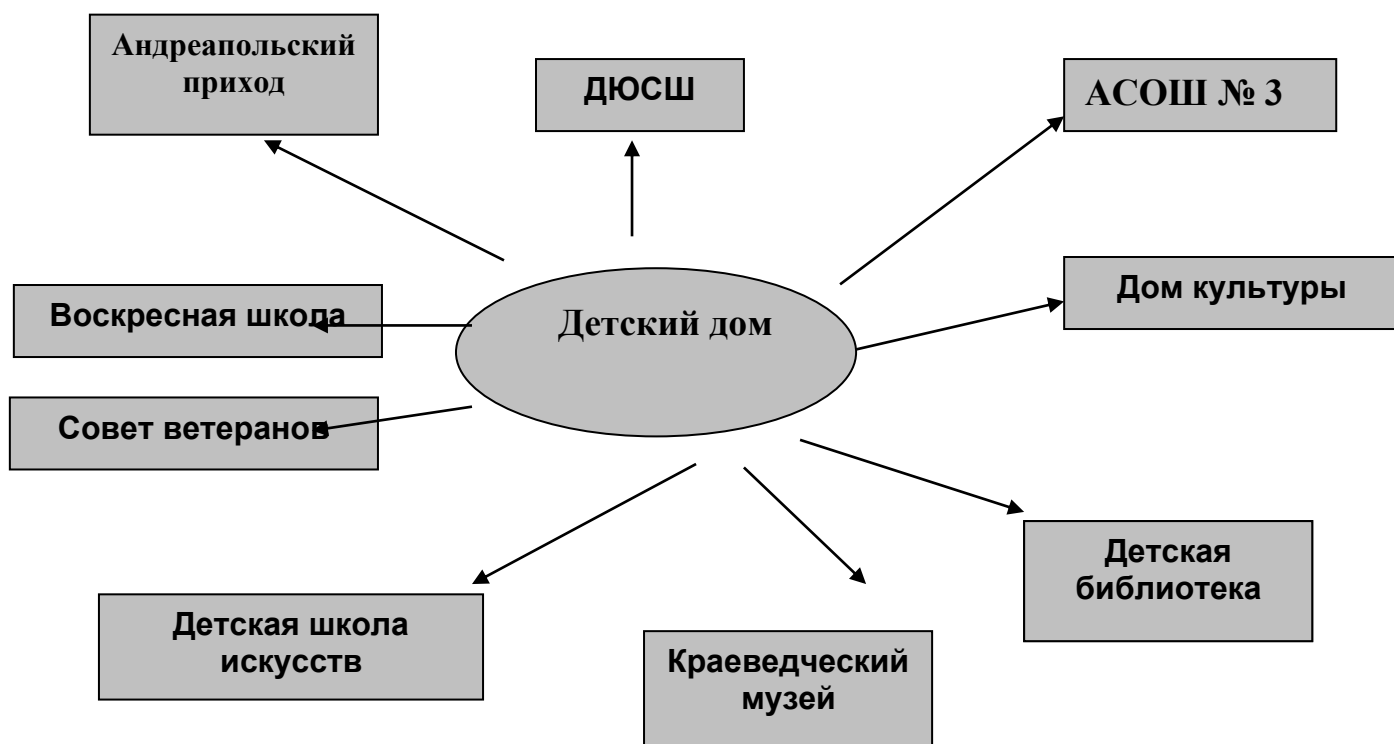 Андреапольский
приход
ДЮСШ
АСОШ № 3
Воскресная школа
Детский дом
Дом культуры
Совет ветеранов
Детская школа
искусств
Краеведческий
музей
Детская
библиотека